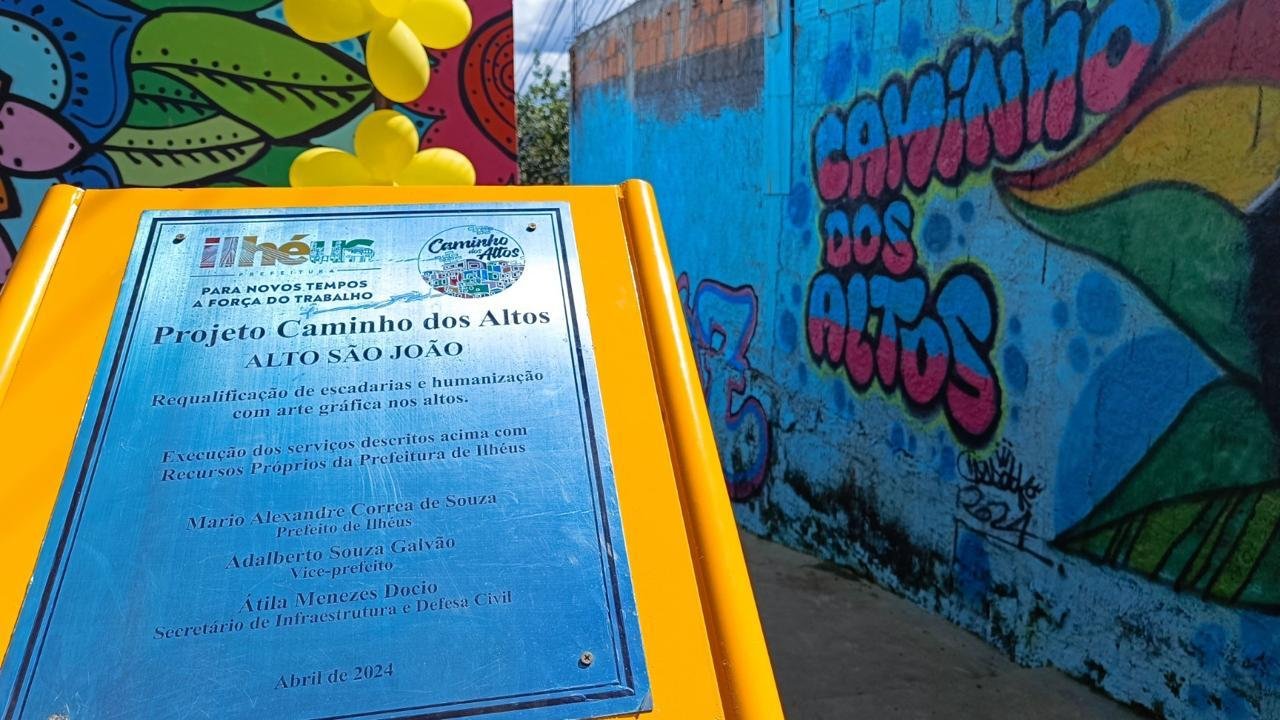 ilhéus
PREFEITURA
PARA NOVOS TEMPOS
A FORÇA DO TRABALHO
Caminho
dos
Altos
Projeto Caminho dos Altos
ALTO SÃO JOÃO
Requalificação de escadarias e humanização
com arte gráfica nos altos.
Execução dos serviços descritos acima com
Recursos Próprios da Prefeitura de Ilhéus
Mario Alexandre Correa de Souza
Prefeito de Ilhéus
Adalberto Souza Galvão
Vice-prefeito
Átila Menezes Docio
Secretário de Infraestrutura e Defesa Civil
Abril de 2024
CAMiNho
DOS
ALToS
2024